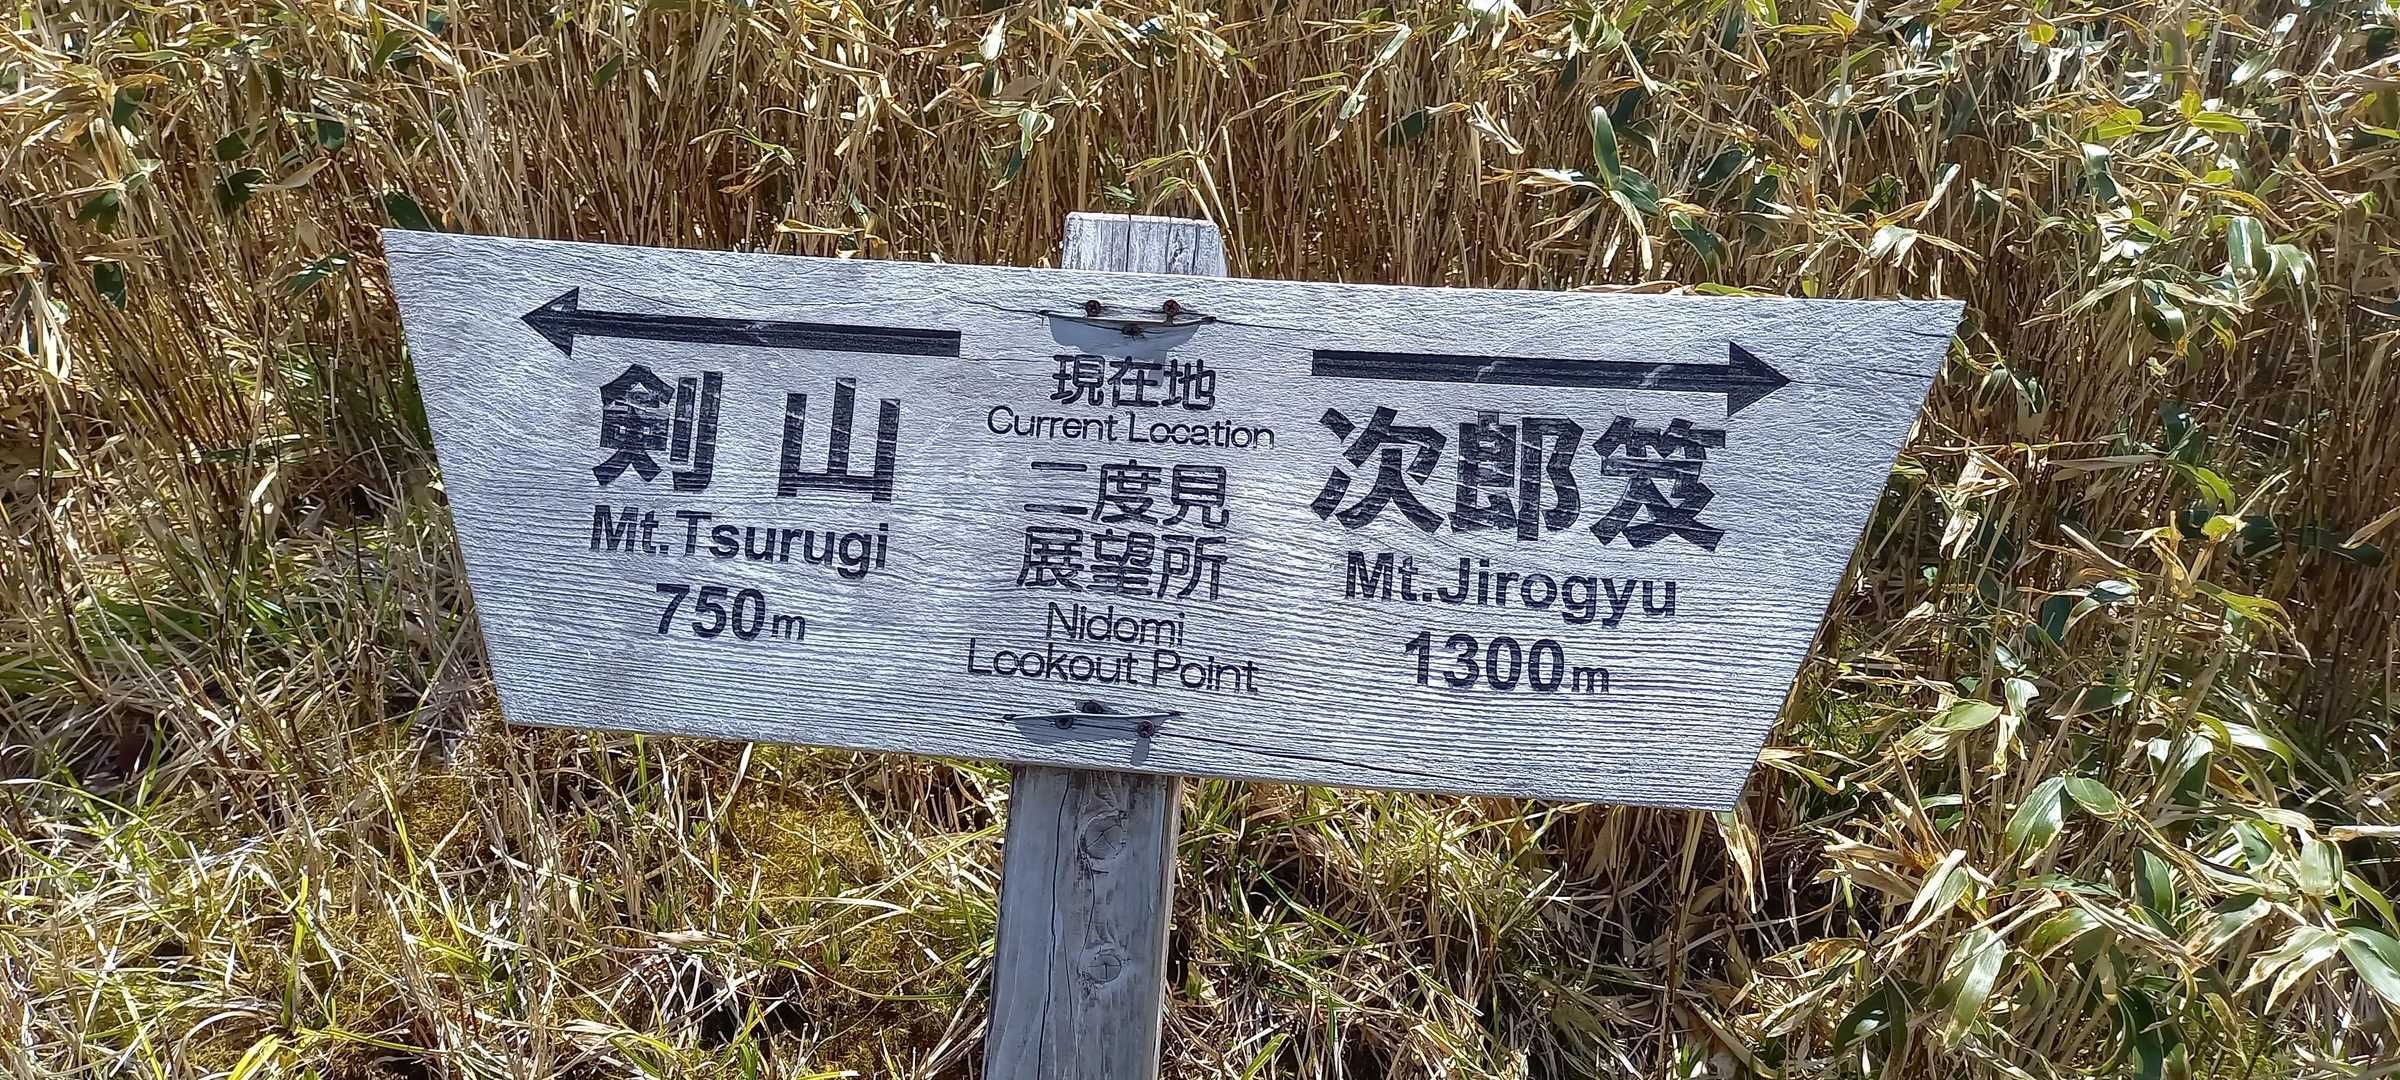 剣山
Mt.Tsurugi
750m
現在地
Current Location
二度見
展望所
Nidomi
Lookout Point
次郎笈
Mt.Jirogyu
1300m